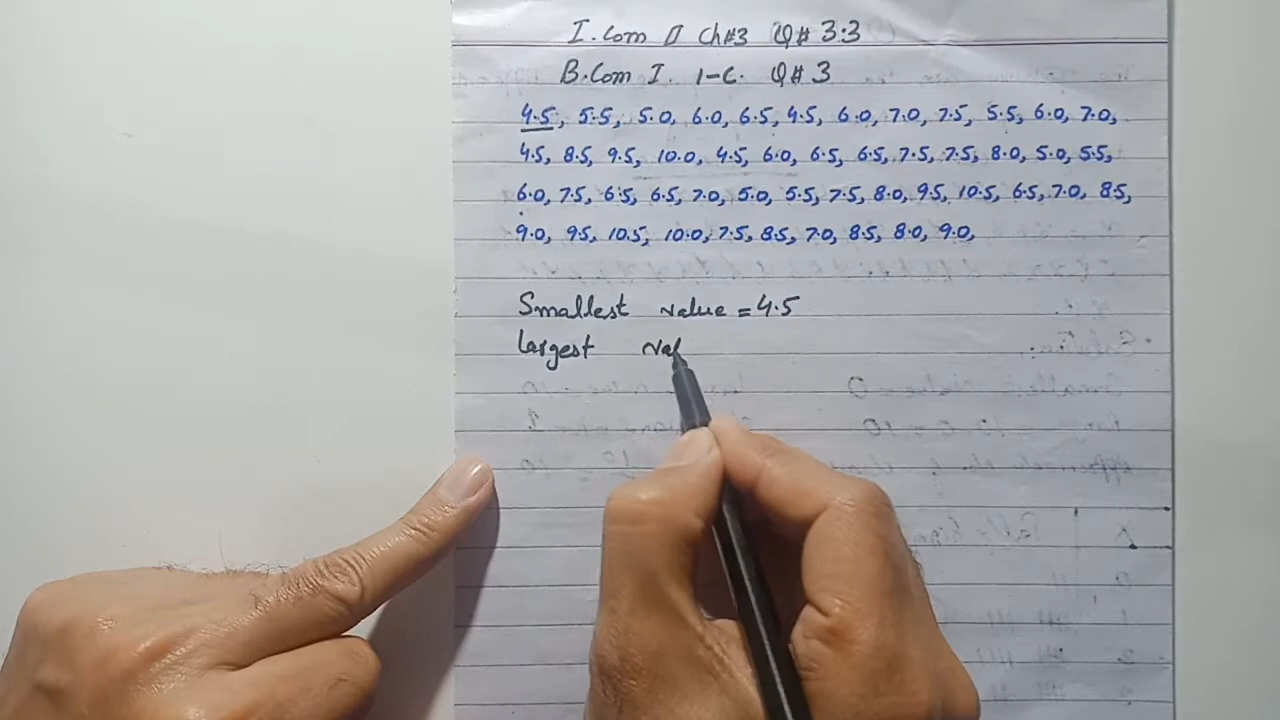 I. Com II Ch#3 Q# 3:3
B.Com I. 1-C. Q# 3
4.5, 5.5, 5.0, 6.0, 6.5, 4.5, 6.0, 7.0, 7.5, 5.5, 6.0, 7.0,
4.5, 8.5, 9.5, 10.0, 4.5, 6.0, 6.5, 6.5, 7.5, 7.5, 8.0, 5.0, 5.5,
6.0, 7.5, 6.5, 6.5, 7.0, 5.0, 5.5, 7.5, 8.0, 9.5, 10.5, 6.5, 7.0, 8.5,
9.0, 9.5, 10.5, 10.0, 7.5, 8.5, 7.0, 8.5, 8.0, 9.0,
Smallest value = 4.5
largest val